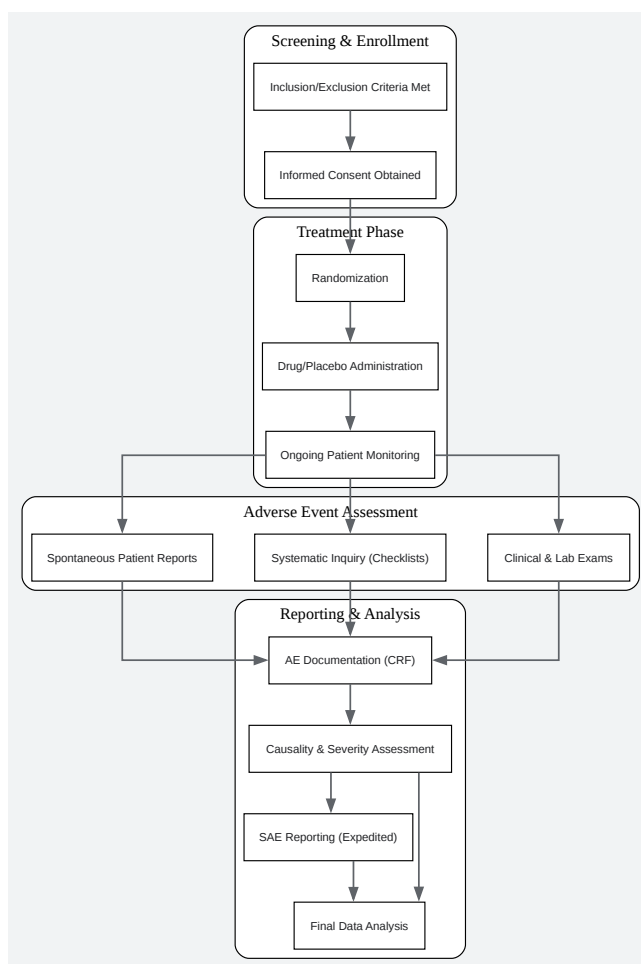 Screening & Enrollment
Inclusion/Exclusion Criteria Met
Informed Consent Obtained
Treatment Phase
Randomization
Drug/Placebo Administration
Ongoing Patient Monitoring
Adverse Event Assessment
Spontaneous Patient Reports
Systematic Inquiry (Checklists)
Clinical & Lab Exams
Reporting & Analysis
AE Documentation (CRF)
Causality & Severity Assessment
SAE Reporting (Expedited)
Final Data Analysis